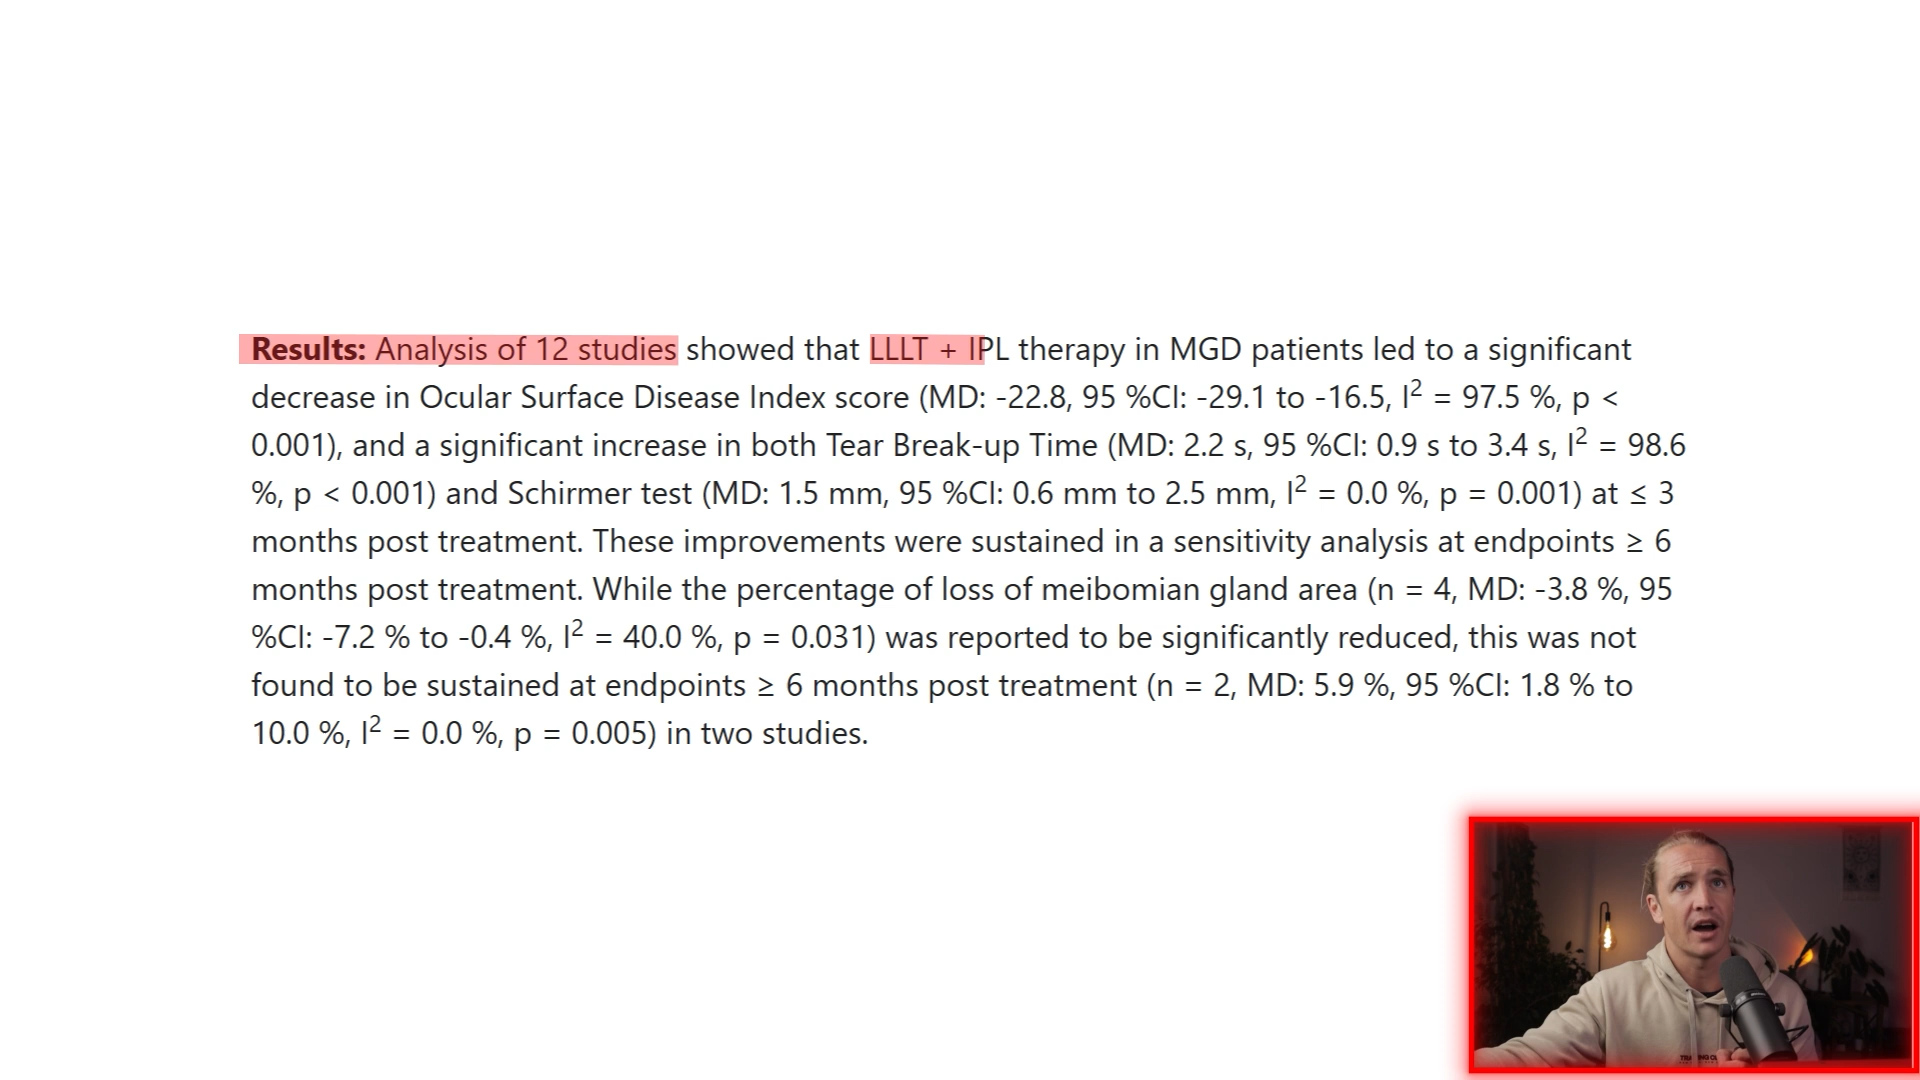 Results: Analysis of 12 studies showed that LLLT + IPL therapy in MGD patients led to a significant
decrease in Ocular Surface Disease Index score (MD: -22.8, 95 %CI: -29.1 to -16.5, I² = 97.5 %, p <
0.001), and a significant increase in both Tear Break-up Time (MD: 2.2 s, 95 %CI: 0.9 s to 3.4 s, I² = 98.6
%, p < 0.001) and Schirmer test (MD: 1.5 mm, 95 %CI: 0.6 mm to 2.5 mm, I² = 0.0 %, p = 0.001) at ≤ 3
months post treatment. These improvements were sustained in a sensitivity analysis at endpoints ≥ 6
months post treatment. While the percentage of loss of meibomian gland area (n = 4, MD: -3.8 %, 95
%CI: -7.2 % to -0.4 %, I² = 40.0 %, p = 0.031) was reported to be significantly reduced, this was not
found to be sustained at endpoints ≥ 6 months post treatment (n = 2, MD: 5.9 %, 95 %CI: 1.8 % to
10.0 %, I² = 0.0 %, p = 0.005) in two studies.